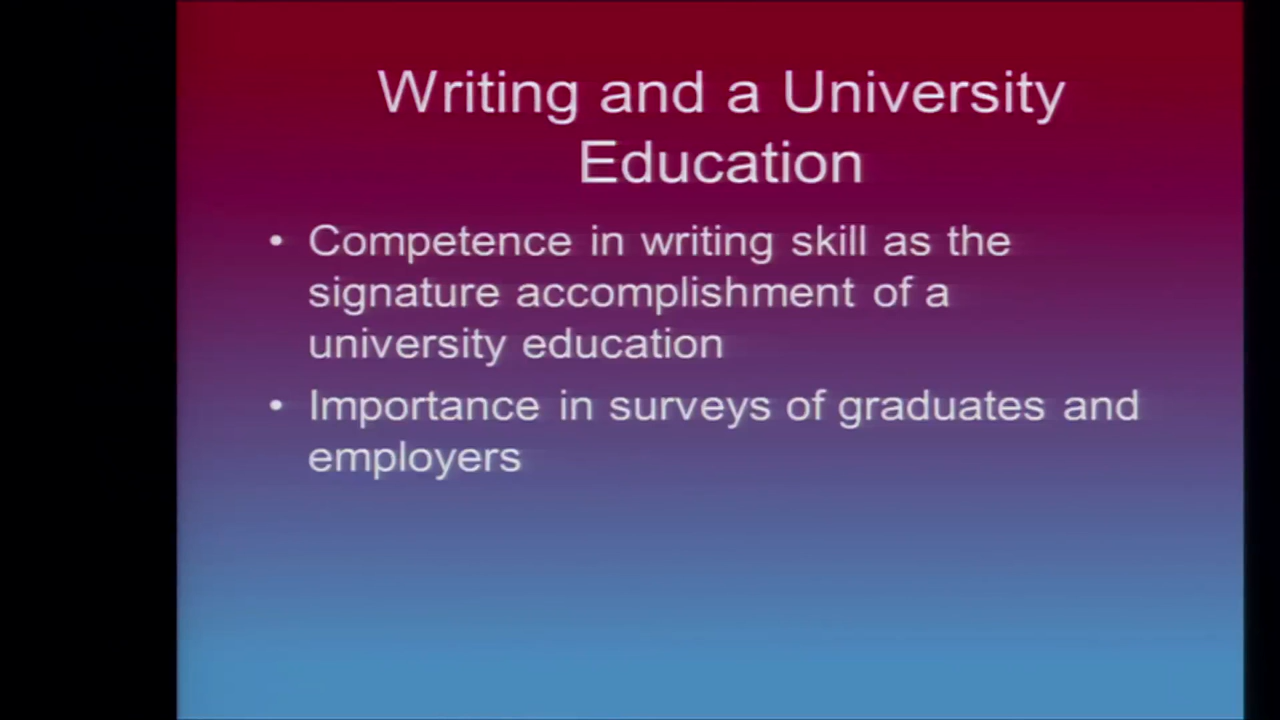 Writing and a University
Education
• Competence in writing skill as the
signature accomplishment of a
university education
• Importance in surveys of graduates and
employers